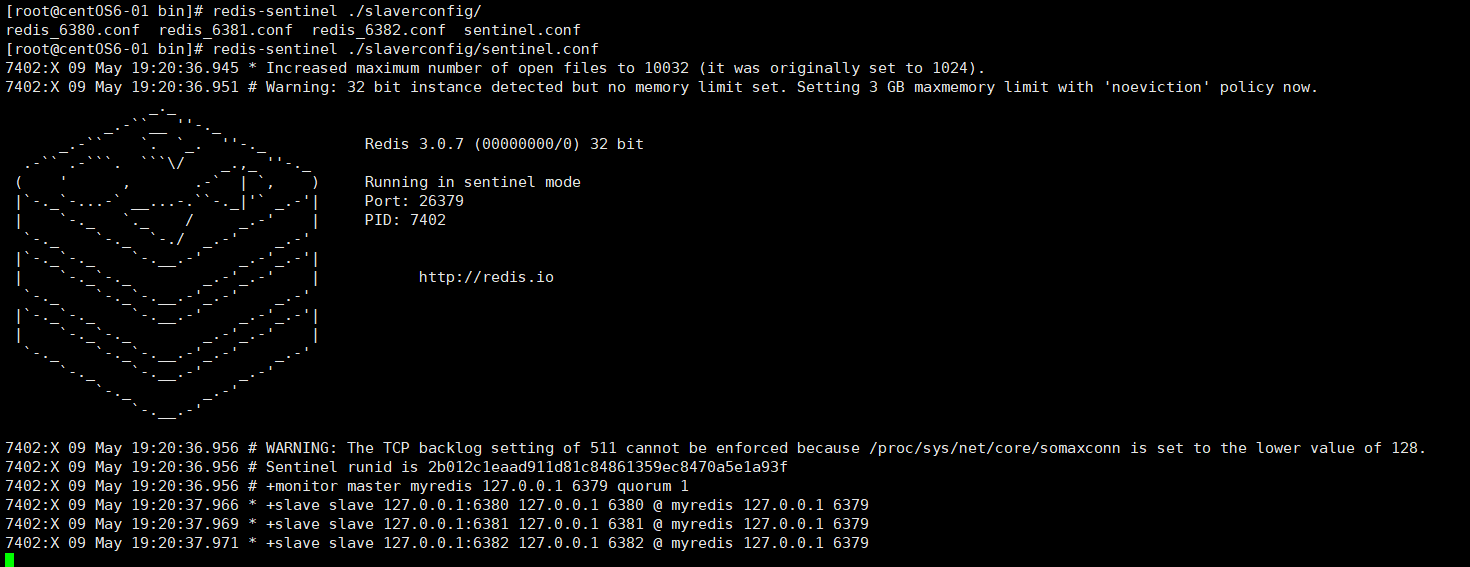 [root@centOS6-01 bin]# redis-sentinel ./slaverconfig/
redis_6380.conf  redis_6381.conf  redis_6382.conf  sentinel.conf
[root@centOS6-01 bin]# redis-sentinel ./slaverconfig/sentinel.conf
7402:X 09 May 19:20:36.945 * Increased maximum number of open files to 10032 (it was originally set to 1024).
7402:X 09 May 19:20:36.951 # Warning: 32 bit instance detected but no memory limit set. Setting 3 GB maxmemory limit with 'noeviction' policy now.
Redis 3.0.7 (00000000/0) 32 bit
Running in sentinel mode
Port: 26379
PID: 7402
http://redis.io
7402:X 09 May 19:20:36.956 # WARNING: The TCP backlog setting of 511 cannot be enforced because /proc/sys/net/core/somaxconn is set to the lower value of 128.
7402:X 09 May 19:20:36.956 # Sentinel runid is 2b012c1eaad911d81c84861359ec8470a5e1a93f
7402:X 09 May 19:20:36.956 # +monitor master myredis 127.0.0.1 6379 quorum 1
7402:X 09 May 19:20:37.966 * +slave slave 127.0.0.1:6380 127.0.0.1 6380 @ myredis 127.0.0.1 6379
7402:X 09 May 19:20:37.969 * +slave slave 127.0.0.1:6381 127.0.0.1 6381 @ myredis 127.0.0.1 6379
7402:X 09 May 19:20:37.971 * +slave slave 127.0.0.1:6382 127.0.0.1 6382 @ myredis 127.0.0.1 6379